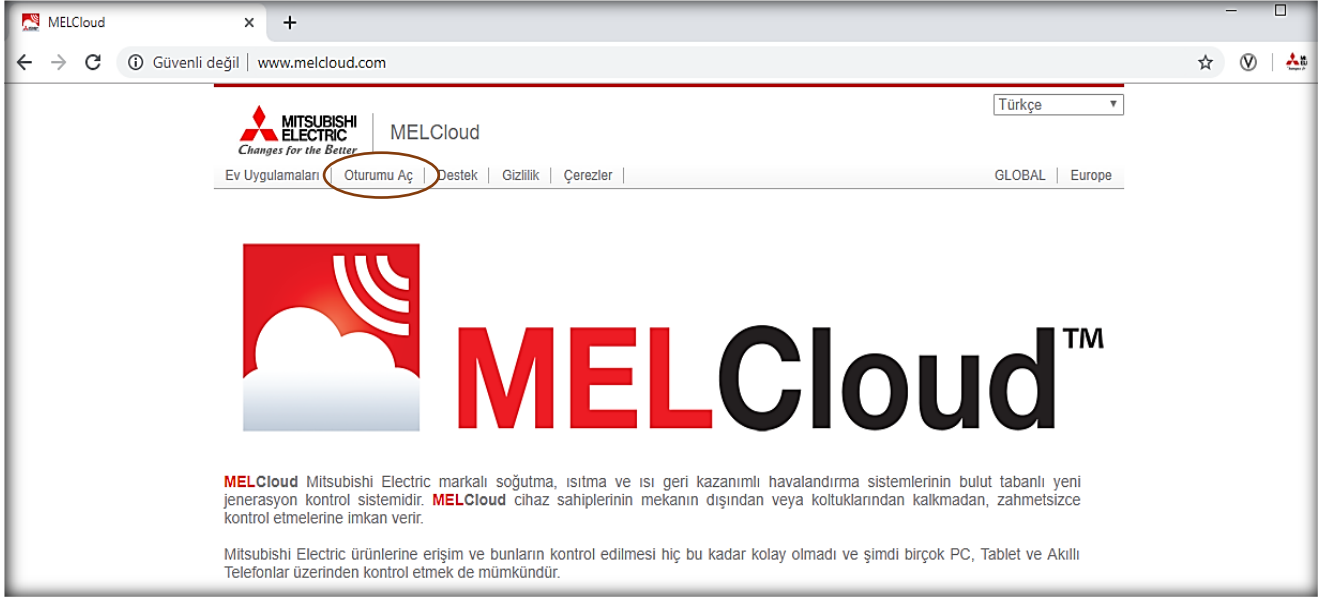 MELCloud
Güvenli değil www.melcloud.com
Türkçe
MITSUBISHI
ELECTRIC
Changes for the Better
MELCloud
Ev Uygulamaları | Oturumu Aç | Destek | Gizlilik | Çerezler |
GLOBAL | Europe
MELCloud™
MELCloud Mitsubishi Electric markalı soğutma, ısıtma ve ısı geri kazanımlı havalandırma sistemlerinin bulut tabanlı yeni
jenerasyon kontrol sistemidir. MELCloud cihaz sahiplerinin mekanın dışından veya koltuklarından kalkmadan, zahmetsizce
kontrol etmelerine imkan verir.
Mitsubishi Electric ürünlerine erişim ve bunların kontrol edilmesi hiç bu kadar kolay olmadı ve şimdi birçok PC, Tablet ve Akıllı
Telefonlar üzerinden kontrol etmek de mümkündür.